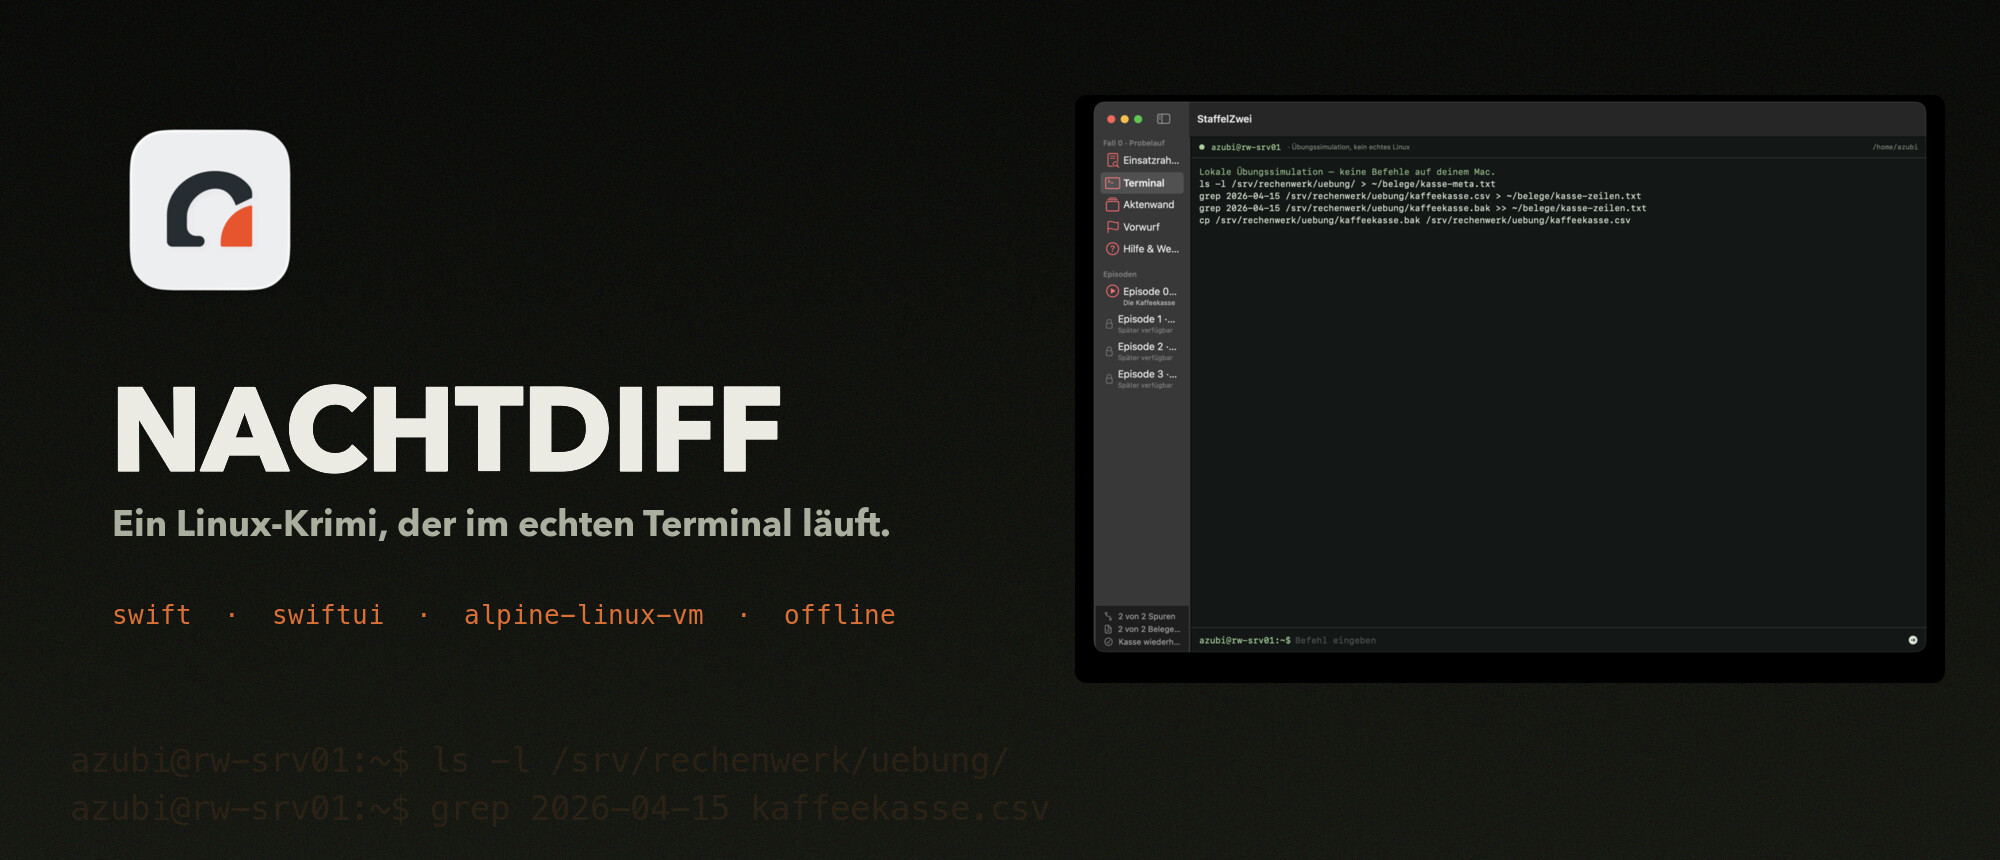 NACHTDIFF
Ein Linux-Krimi, der im echten Terminal läuft.
swift · swiftui · alpine-linux-vm · offline
azubi@rw-srv01:~$ ls -l /srv/rechenwerk/uebung/
azubi@rw-srv01:~$ grep 2026-04-15 kaffeekasse.csv
StaffelZwei
Fall 0 · Probelauf
Einsatzrah...
Terminal
Aktenwand
Vorwurf
Hilfe & We...
Episoden
Episode 0...
Die Kaffeekasse
Episode 1 ·...
Später verfügbar
Episode 2 ·...
Später verfügbar
Episode 3 ·...
Später verfügbar
2 von 2 Spuren
2 von 2 Belege...
Kasse wiederh...
azubi@rw-srv01 · Übungssimulation, kein echtes Linux /home/azubi
Lokale Übungssimulation — keine Befehle auf deinem Mac.
ls -l /srv/rechenwerk/uebung/ > ~/belege/kasse-meta.txt
grep 2026-04-15 /srv/rechenwerk/uebung/kaffeekasse.csv > ~/belege/kasse-zeilen.txt
grep 2026-04-15 /srv/rechenwerk/uebung/kaffeekasse.bak >> ~/belege/kasse-zeilen.txt
cp /srv/rechenwerk/uebung/kaffeekasse.bak /srv/rechenwerk/uebung/kaffeekasse.csv
azubi@rw-srv01:~$ Befehl eingeben